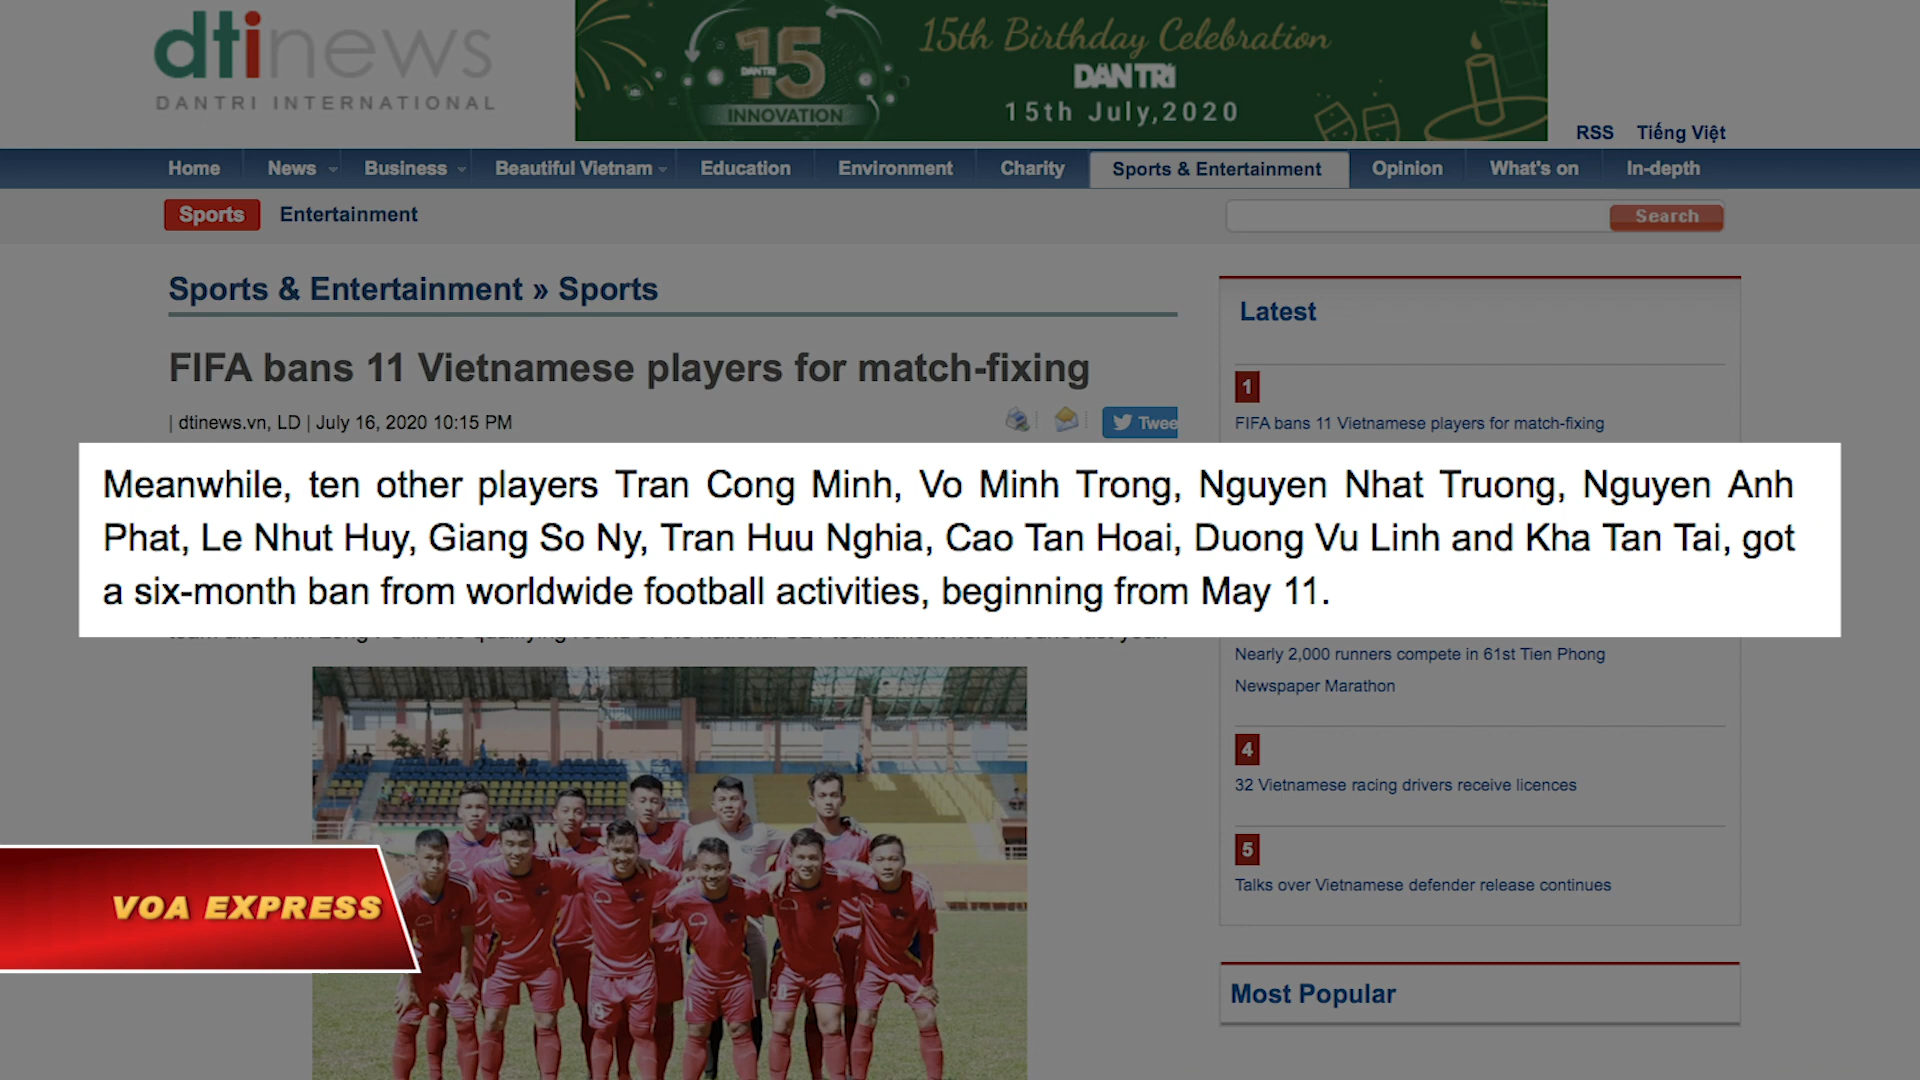 dtinews
DANTRI INTERNATIONAL
15
DANTRI
INNOVATION
15th Birthday Celebration
DANTRI
15th July,2020
RSS Tiếng Việt
Home News Business Beautiful Vietnam Education Environment Charity Sports & Entertainment Opinion What's on In-depth
Sports Entertainment
Search
Sports & Entertainment » Sports
FIFA bans 11 Vietnamese players for match-fixing
| dtinews.vn, LD | July 16, 2020 10:15 PM
Twee
Latest
1
FIFA bans 11 Vietnamese players for match-fixing
Meanwhile, ten other players Tran Cong Minh, Vo Minh Trong, Nguyen Nhat Truong, Nguyen Anh
Phat, Le Nhut Huy, Giang So Ny, Tran Huu Nghia, Cao Tan Hoai, Duong Vu Linh and Kha Tan Tai, got
a six-month ban from worldwide football activities, beginning from May 11.
Nearly 2,000 runners compete in 61st Tien Phong
Newspaper Marathon
4
32 Vietnamese racing drivers receive licences
5
Talks over Vietnamese defender release continues
Most Popular
VOA EXPRESS